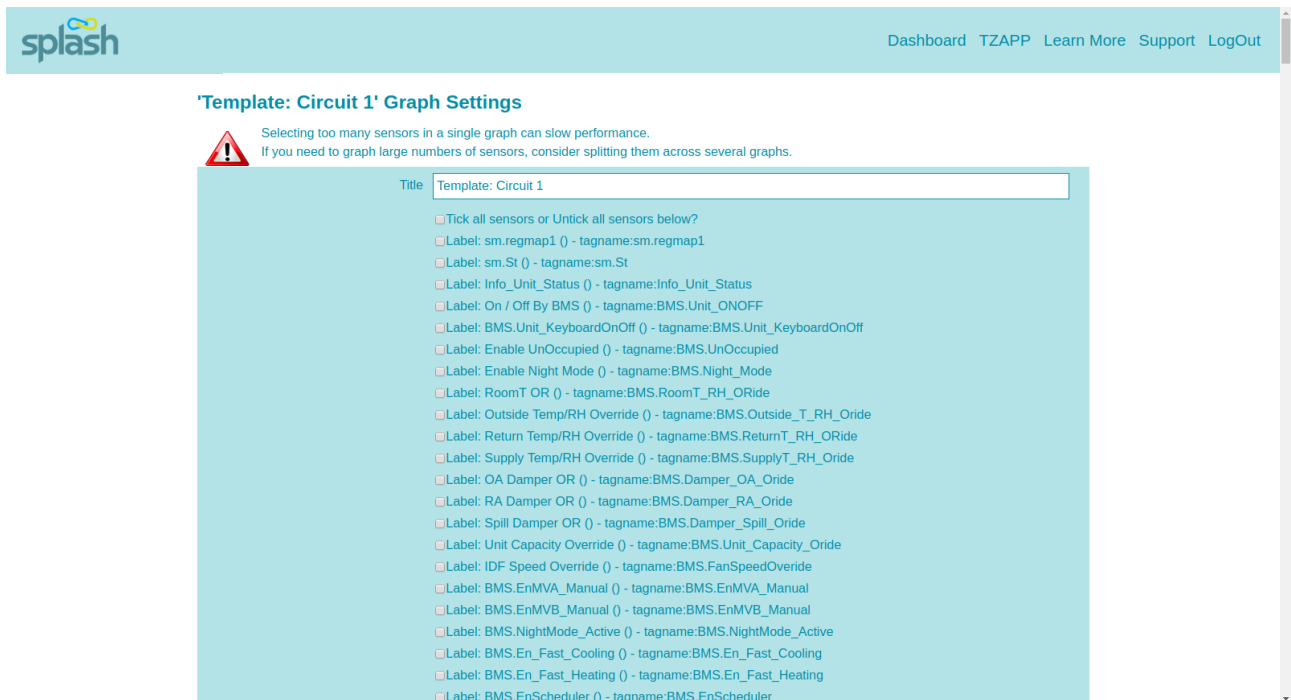 splash
Dashboard TZAPP Learn More Support LogOut
'Template: Circuit 1' Graph Settings
Selecting too many sensors in a single graph can slow performance.
If you need to graph large numbers of sensors, consider splitting them across several graphs.
Title Template: Circuit 1
Tick all sensors or Untick all sensors below?
Label: sm.regmap1 () - tagname:sm.regmap1
Label: sm.St () - tagname:sm.St
Label: Info_Unit_Status () - tagname:Info_Unit_Status
Label: On / Off By BMS () - tagname:BMS.Unit_ONOFF
Label: BMS.Unit_KeyboardOnOff () - tagname:BMS.Unit_KeyboardOnOff
Label: Enable UnOccupied () - tagname:BMS.UnOccupied
Label: Enable Night Mode () - tagname:BMS.Night_Mode
Label: RoomT OR () - tagname:BMS.RoomT_RH_ORide
Label: Outside Temp/RH Override () - tagname:BMS.Outside_T_RH_Oride
Label: Return Temp/RH Override () - tagname:BMS.ReturnT_RH_ORide
Label: Supply Temp/RH Override () - tagname:BMS.SupplyT_RH_Oride
Label: OA Damper OR () - tagname:BMS.Damper_OA_Oride
Label: RA Damper OR () - tagname:BMS.Damper_RA_Oride
Label: Spill Damper OR () - tagname:BMS.Damper_Spill_Oride
Label: Unit Capacity Override () - tagname:BMS.Unit_Capacity_Oride
Label: IDF Speed Override () - tagname:BMS.FanSpeedOveride
Label: BMS.EnMVA_Manual () - tagname:BMS.EnMVA_Manual
Label: BMS.EnMVB_Manual () - tagname:BMS.EnMVB_Manual
Label: BMS.NightMode_Active () - tagname:BMS.NightMode_Active
Label: BMS.En_Fast_Cooling () - tagname:BMS.En_Fast_Cooling
Label: BMS.En_Fast_Heating () - tagname:BMS.En_Fast_Heating
Label: BMS.EnScheduler () - tagname:BMS.EnScheduler